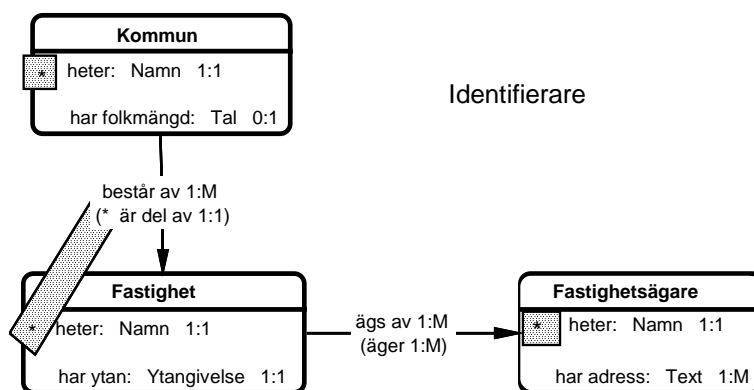 Kommun
* heter: Namn 1:1
har folkmängd: Tal 0:1
Identifierare
består av 1:M
(* är del av 1:1)
Fastighet
* heter: Namn 1:1
har ytan: Ytangivelse 1:1
ägs av 1:M
(äger 1:M)
Fastighetsägare
* heter: Namn 1:1
har adress: Text 1:M